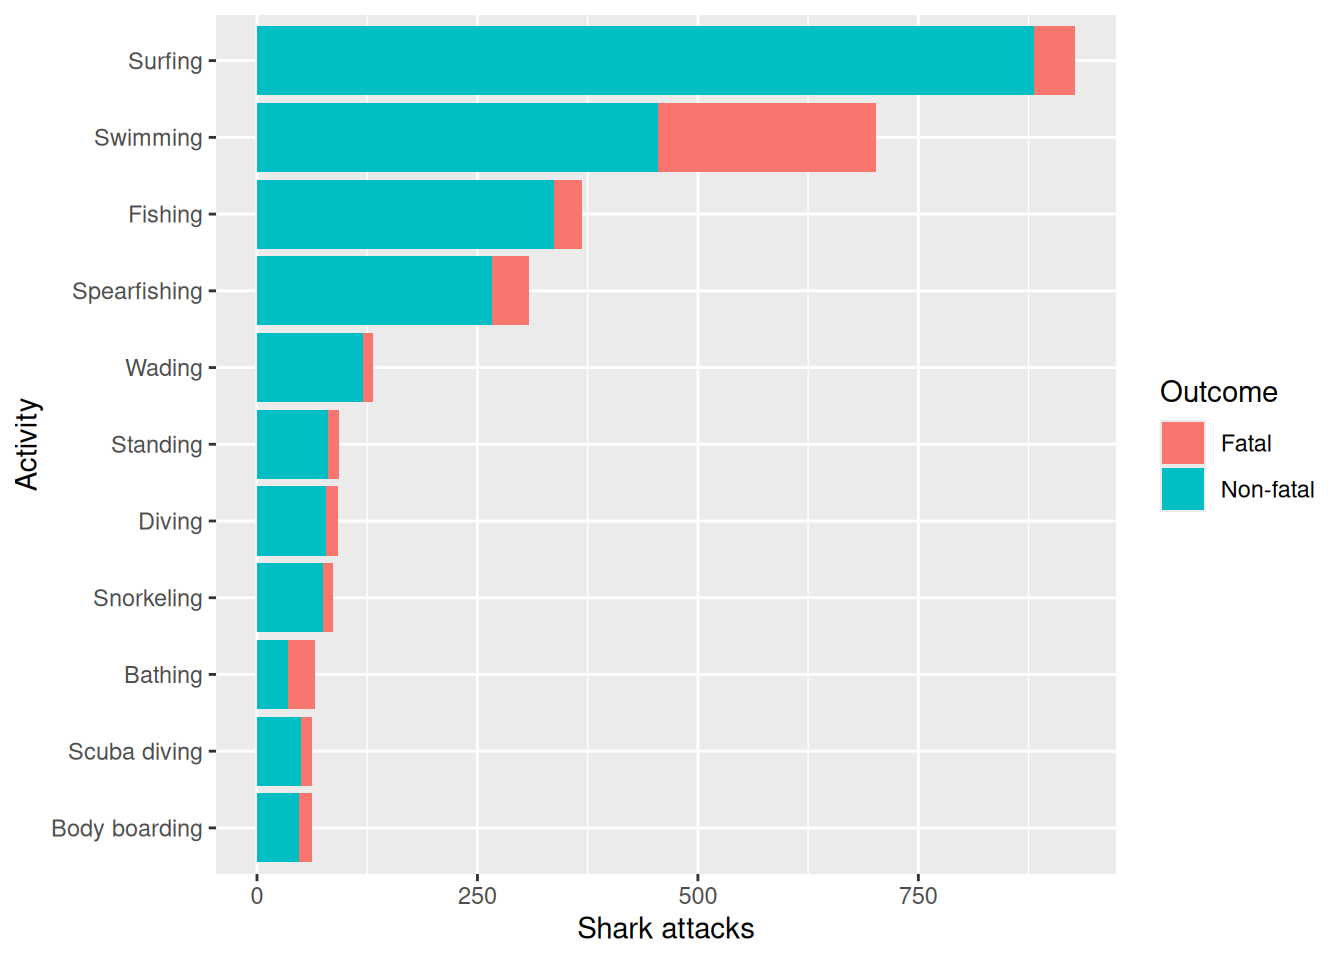 Surfing
Swimming
Fishing
Spearfishing
Wading
Standing
Diving
Snorkeling
Bathing
Scuba diving
Body boarding
Activity
0 250 500 750
Shark attacks
Outcome
Fatal
Non-fatal